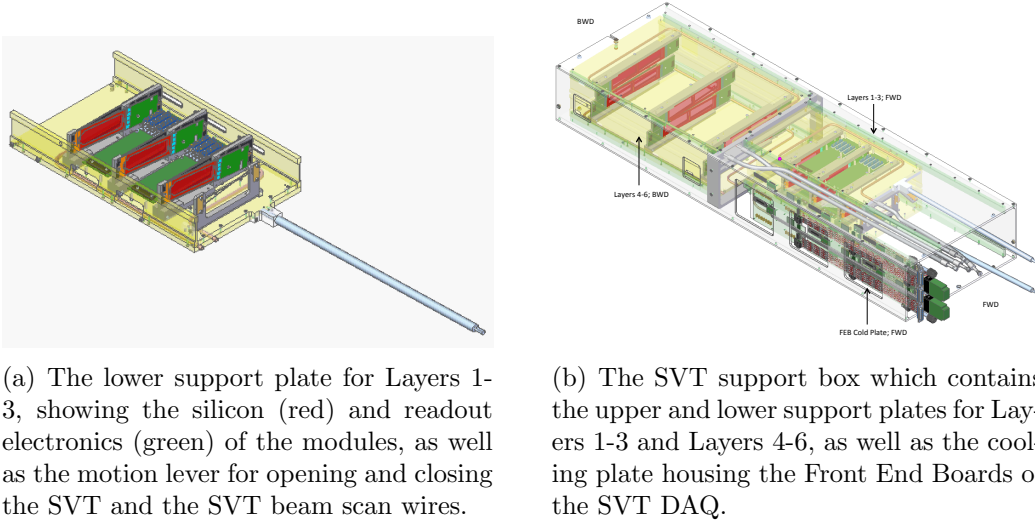 BWD
Layers 1-3; FWD
Layers 4-6; BWD
FWD
FEB Cold Plate; FWD
(a) The lower support plate for Layers 1-
3, showing the silicon (red) and readout
electronics (green) of the modules, as well
as the motion lever for opening and closing
the SVT and the SVT beam scan wires.
(b) The SVT support box which contains
the upper and lower support plates for Lay-
ers 1-3 and Layers 4-6, as well as the cool-
ing plate housing the Front End Boards o
the SVT DAQ.